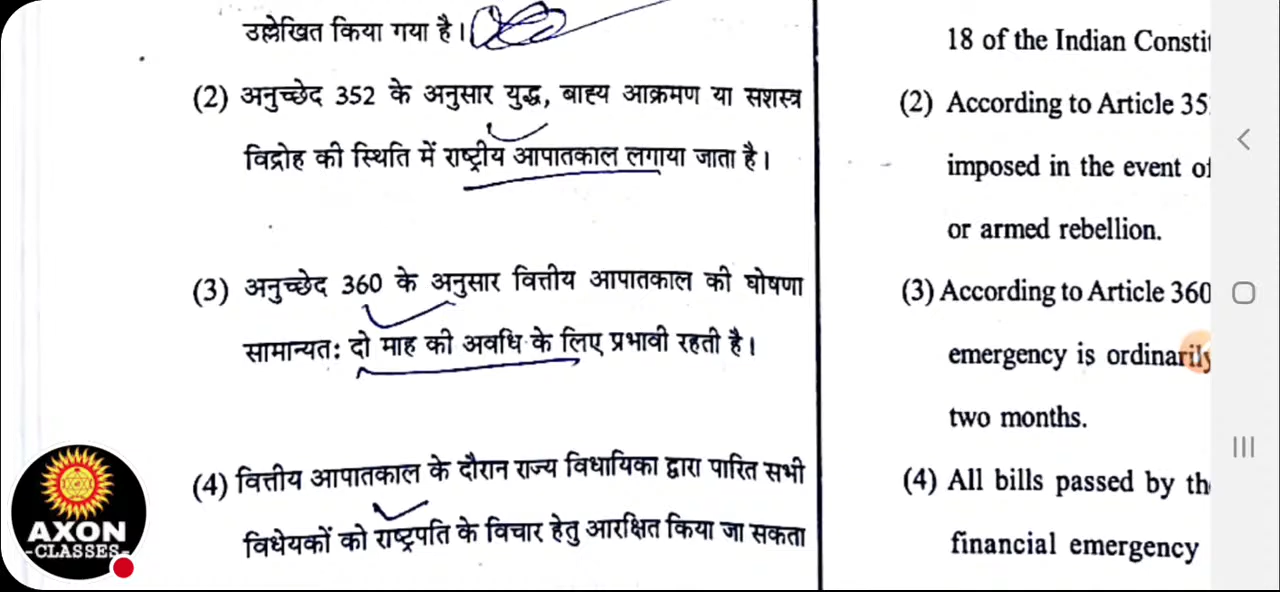 उल्लेखित किया गया है।
(2) अनुच्छेद 352 के अनुसार युद्ध, बाह्य आक्रमण या सशस्त्र
विद्रोह की स्थिति में राष्ट्रीय आपातकाल लगाया जाता है।
(3) अनुच्छेद 360 के अनुसार वित्तीय आपातकाल की घोषणा
सामान्यत: दो माह की अवधि के लिए प्रभावी रहती है।
(4) वित्तीय आपातकाल के दौरान राज्य विधायिका द्वारा पारित सभी
विधेयकों को राष्ट्रपति के विचार हेतु आरक्षित किया जा सकता
18 of the Indian Constit
(2) According to Article 35
imposed in the event of
or armed rebellion.
(3) According to Article 360
emergency is ordinarily
two months.
(4) All bills passed by th
financial emergency
AXON
-CLASSES-